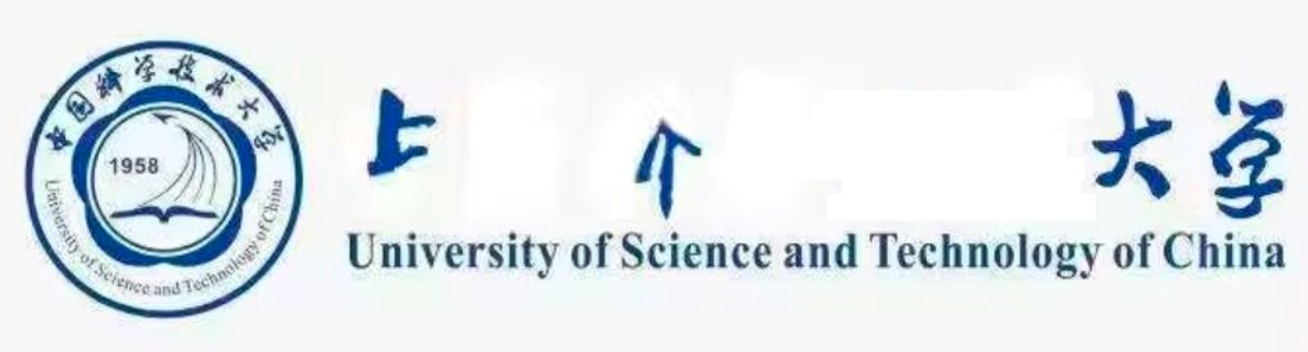 中国科学技术大学
1958
University of Science and Technology of China
上 个 大学
University of Science and Technology of China